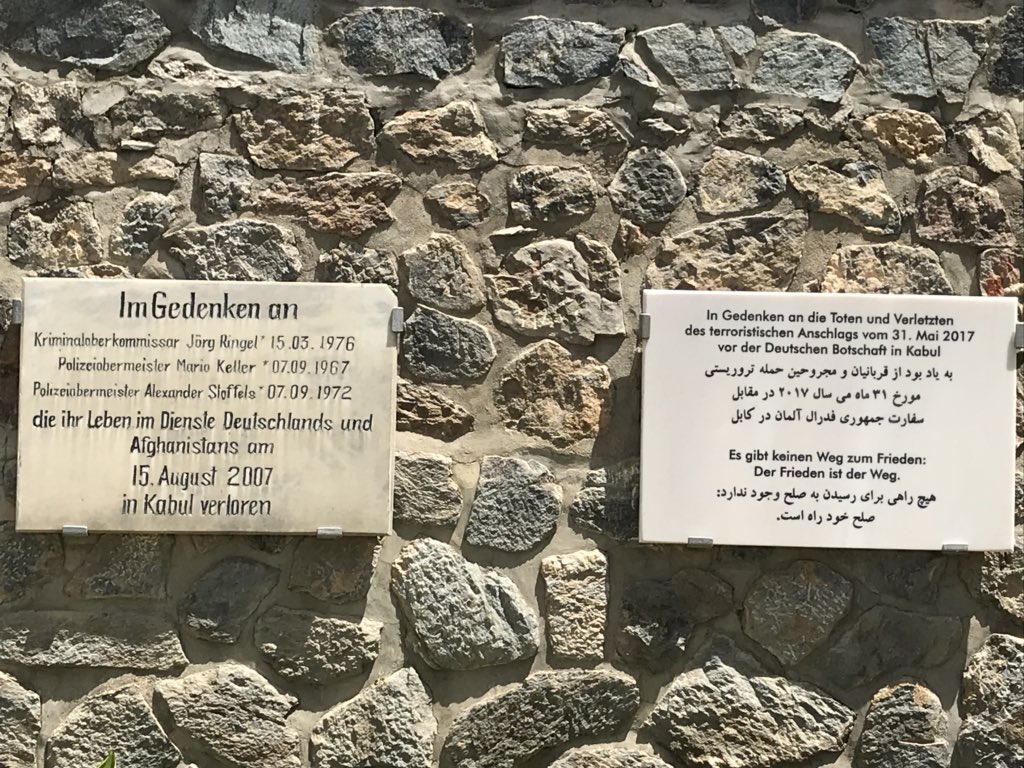 Im Gedenken an
Kriminaloberkommissar Jörg Ringel * 15.03.1976
Polizeiobermeister Mario Keller * 07.09.1967
Polizeiobermeister Alexander Stoffels * 07.09.1972
die ihr Leben im Dienste Deutschlands und
Afghanistans am
15. August 2007
in Kabul verloren
In Gedenken an die Toten und Verletzten
des terroristischen Anschlags vom 31. Mai 2017
vor der Deutschen Botschaft in Kabul
به یاد بود از قربانیان و مجروحین حمله تروریستی
مورخ ۳۱ ماه می سال ۲۰۱۷ در مقابل
سفارت جمهوری فدرال آلمان در کابل
Es gibt keinen Weg zum Frieden:
Der Frieden ist der Weg.
هیچ راهی برای رسیدن به صلح وجود ندارد:
صلح خود راه است.